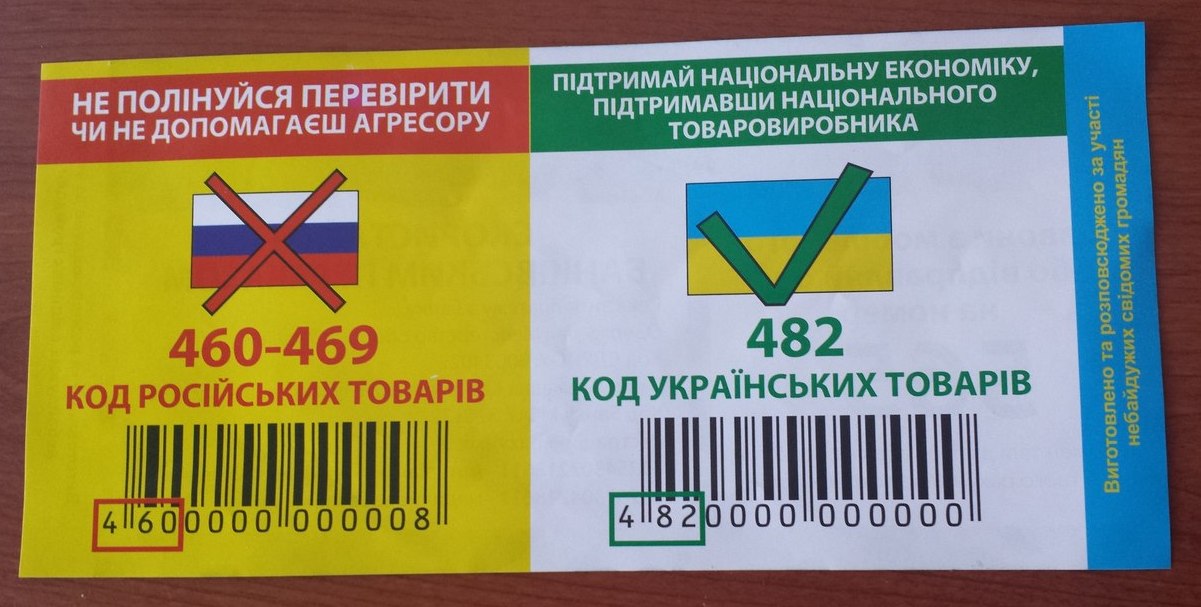 НЕ ПОЛІНУЙСЯ ПЕРЕВІРИТИ
ЧИ НЕ ДОПОМАГАЄШ АГРЕСОРУ
460-469
КОД РОСІЙСЬКИХ ТОВАРІВ
4 600000 000008
ПІДТРИМАЙ НАЦІОНАЛЬНУ ЕКОНОМІКУ,
ПІДТРИМАВШИ НАЦІОНАЛЬНОГО
ТОВАРОВИРОБНИКА
482
КОД УКРАЇНСЬКИХ ТОВАРІВ
4 820000 000000
Виготовлено та розповсюджено за участі
небайдужих свідомих громадян